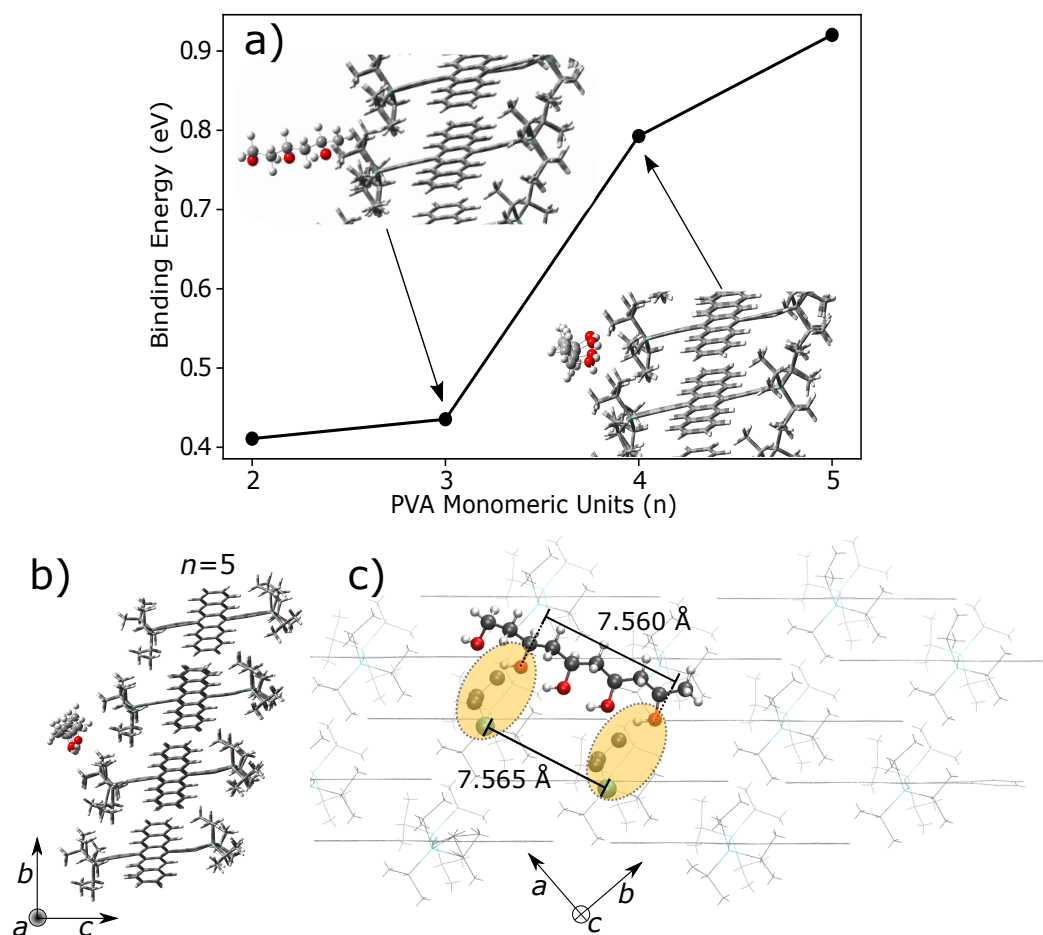 a)
Binding Energy (eV)
0.9
0.8
0.7
0.6
0.5
0.4
2 3 4 5
PVA Monomeric Units (n)
b)
n=5
b
a
c
c)
7.560 Å
7.565 Å
a
b
c